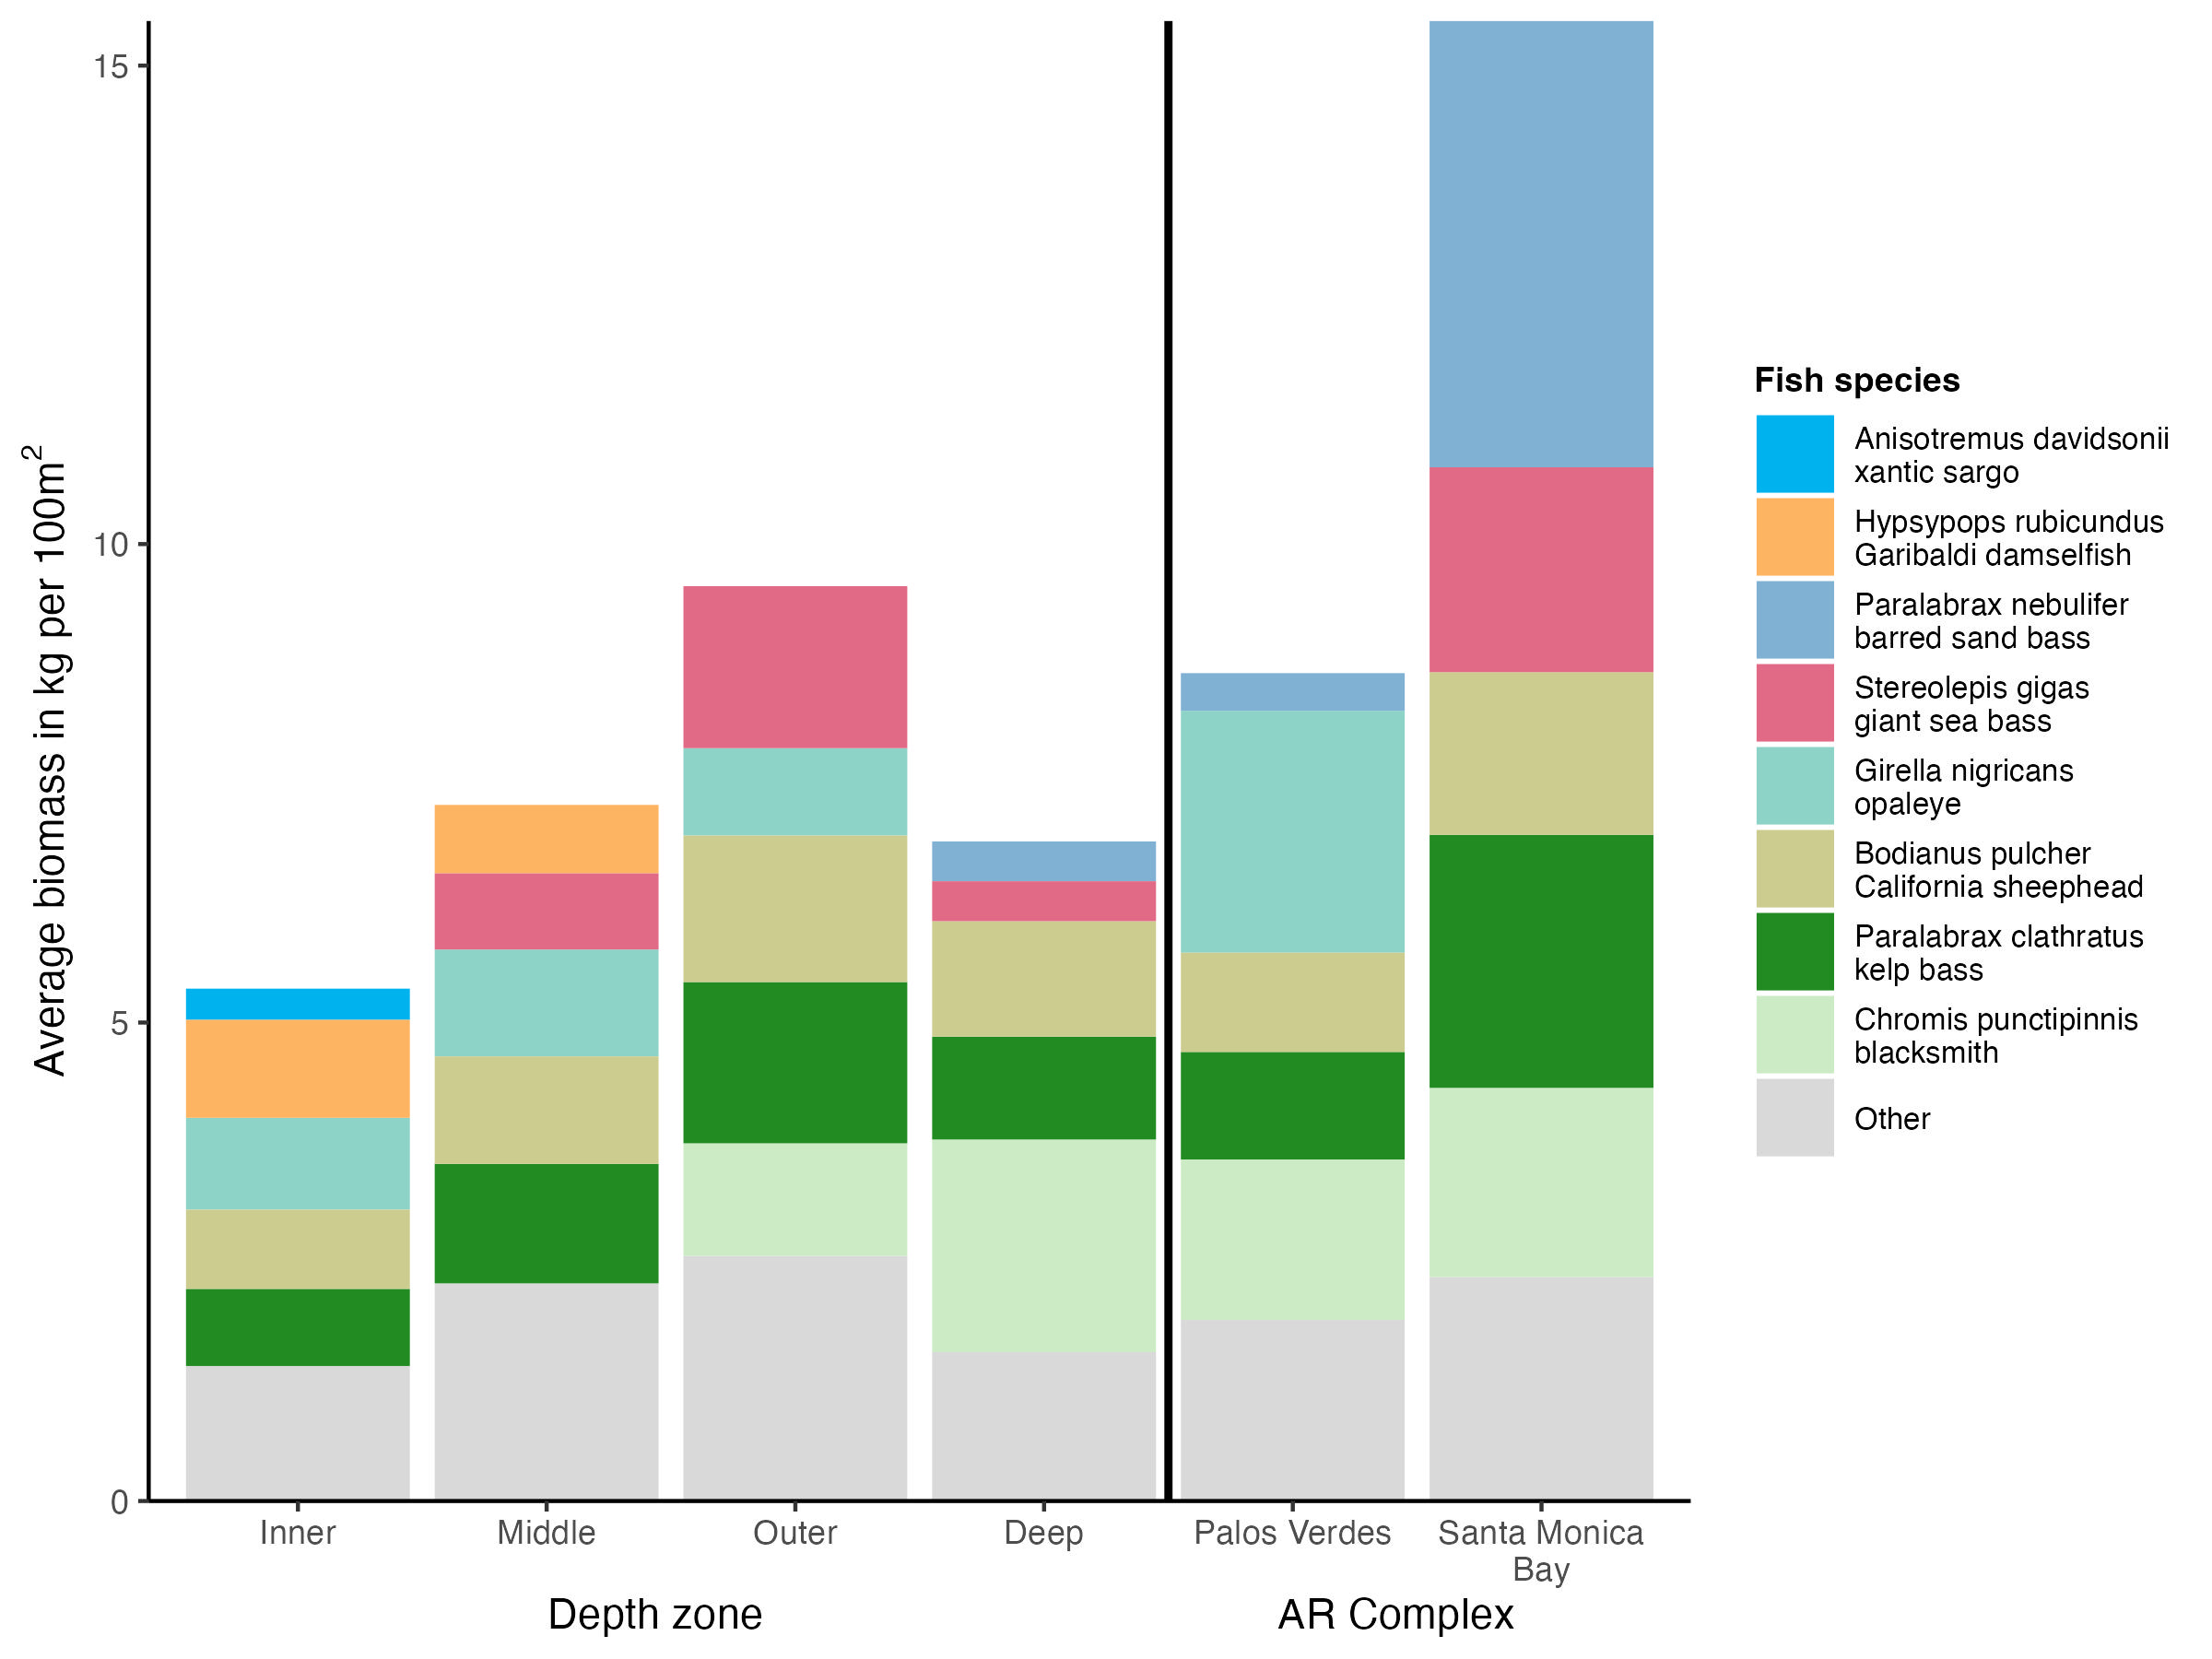 Average biomass in kg per 100m²
15
10
5
0
Inner
Middle
Outer
Deep
Palos Verdes
Santa Monica
Bay
Depth zone
AR Complex
Fish species
Anisotremus davidsonii
xantic sargo
Hypsypops rubicundus
Garibaldi damselfish
Paralabrax nebulifer
barred sand bass
Stereolepis gigas
giant sea bass
Girella nigricans
opaleye
Bodianus pulcher
California sheephead
Paralabrax clathratus
kelp bass
Chromis punctipinnis
blacksmith
Other